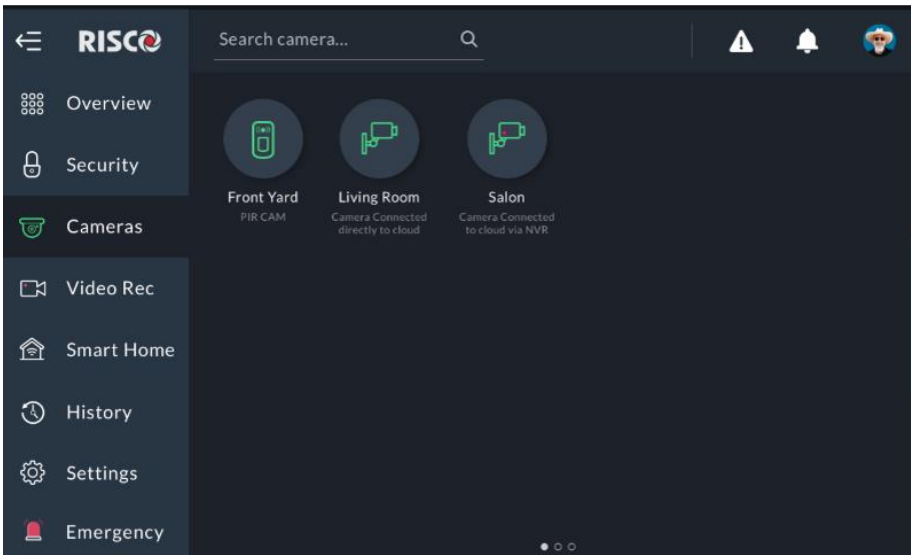 RISCO
Search camera...
Overview
Security
Cameras
Video Rec
Smart Home
History
Settings
Emergency
Front Yard
PIR CAM
Living Room
Camera Connected
directly to cloud
Salon
Camera Connected
to cloud via NVR